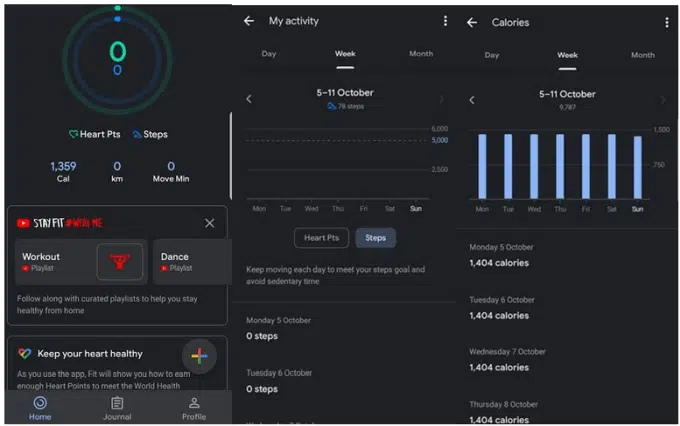 0
0
Heart Pts
Steps
1,359
0
0
Cal
km
Move Min
STAY FIT #WITH ME
Workout
Playlist
Dance
Playlist
Follow along with curated playlists to help you stay
healthy from home
Keep your heart healthy
As you use the app, Fit will show you how to earn
enough Heart Points to meet the World Health
Home
Journal
Profile
My activity
Day
Week
Month
5–11 October
78 steps
6,000
5,000
2,500
Mon Tue Wed Thu Fri Sat Sun
Heart Pts
Steps
Keep moving each day to meet your steps goal and
avoid sedentary time
Monday 5 October
0 steps
Tuesday 6 October
0 steps
Calories
Day
Week
Month
5–11 October
9,787
1,500
750
Mon Tue Wed Thu Fri Sat Sun
Monday 5 October
1,404 calories
Tuesday 6 October
1,404 calories
Wednesday 7 October
1,404 calories
Thursday 8 October
1,404 calories